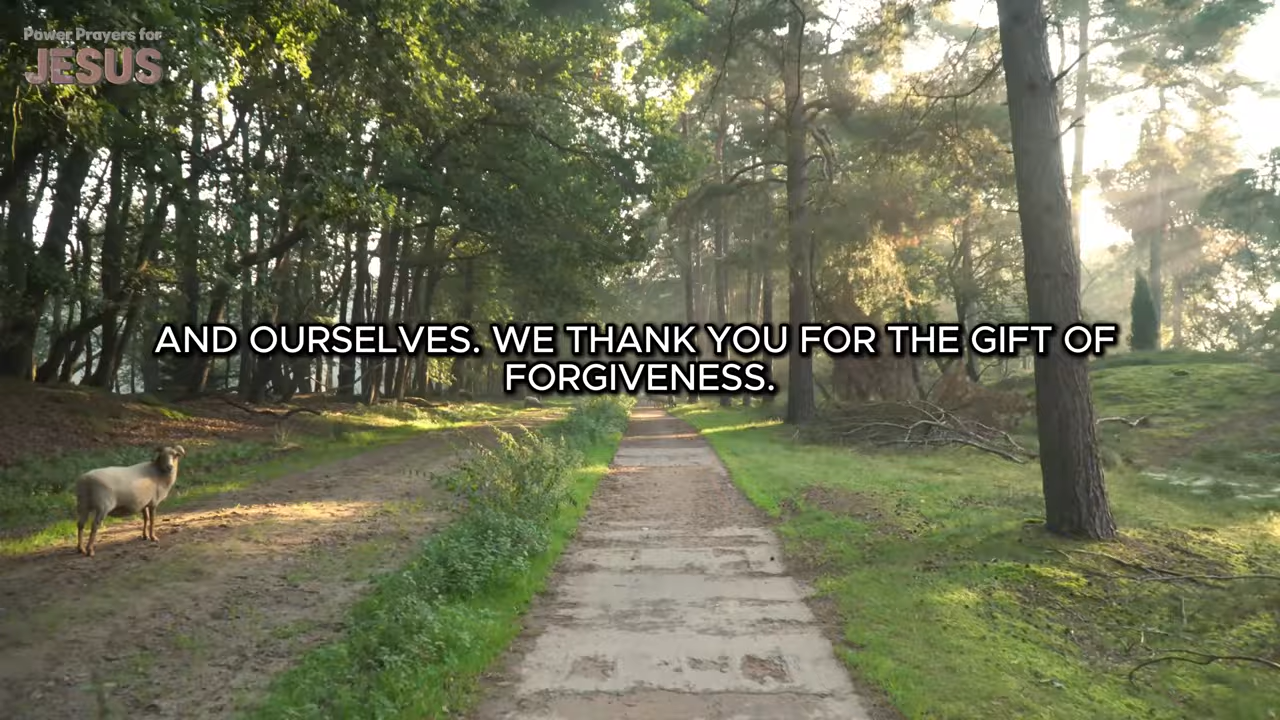 Power Prayers for
JESUS
AND OURSELVES. WE THANK YOU FOR THE GIFT OF
FORGIVENESS.